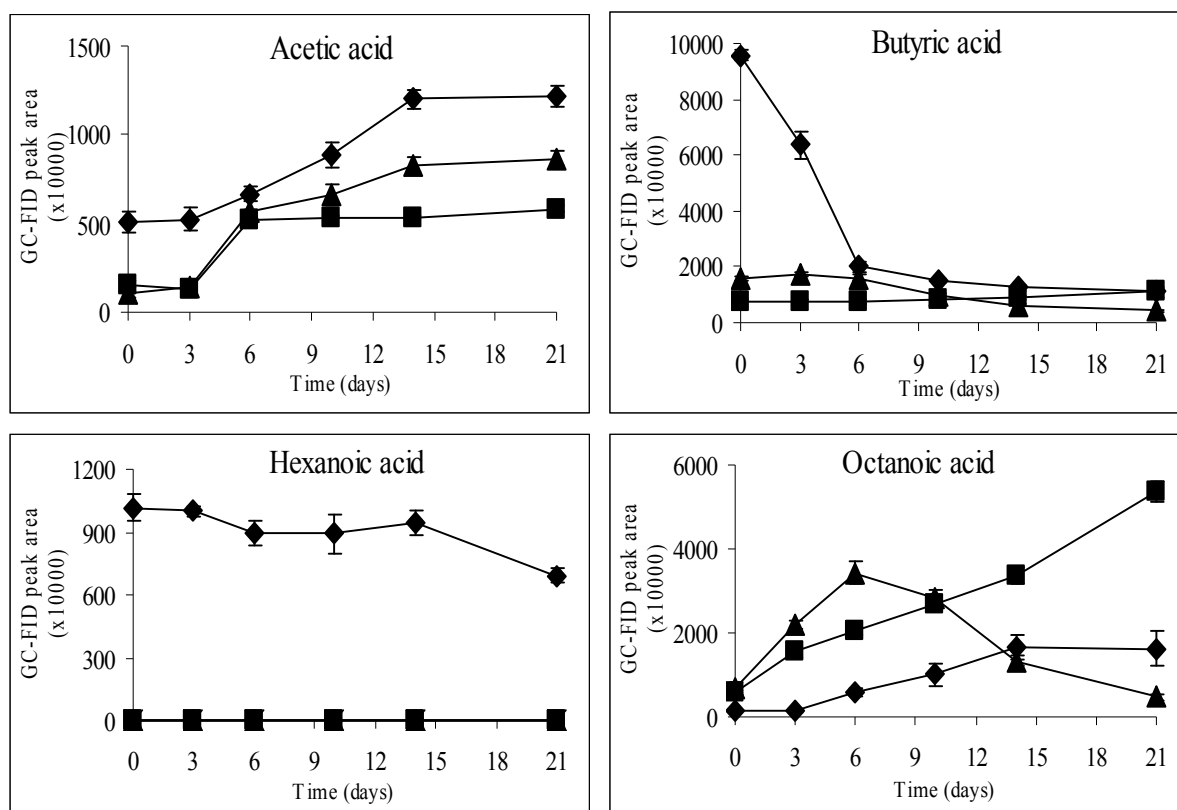 Acetic acid
GC-FID peak area
(x10000)
1500
1000
500
0
0 3 6 9 12 15 18 21
Time (days)
Butyric acid
GC-FID peak area
(x10000)
10000
8000
6000
4000
2000
0
0 3 6 9 12 15 18 21
Time (days)
Hexanoic acid
GC-FID peak area
(x10000)
1200
900
600
300
0
0 3 6 9 12 15 18 21
Time (days)
Octanoic acid
GC-FID peak area
(x10000)
6000
4000
2000
0
0 3 6 9 12 15 18 21
Time (days)